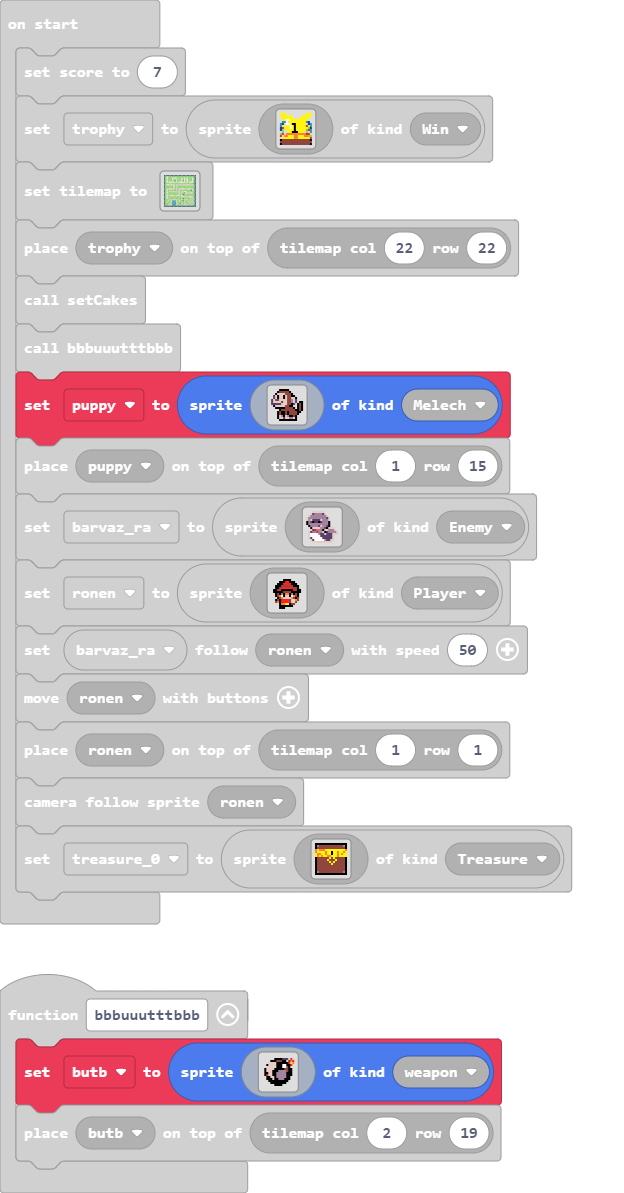 on start
set score to 7
set trophy to sprite 1 of kind Win
set tilemap to
place trophy on top of tilemap col 22 row 22
call setCakes
call bbbuuutttbbb
set puppy to sprite of kind Melech
place puppy on top of tilemap col 1 row 15
set barvaz_ra to sprite of kind Enemy
set ronen to sprite of kind Player
set barvaz_ra follow ronen with speed 50
move ronen with buttons
place ronen on top of tilemap col 1 row 1
camera follow sprite ronen
set treasure_0 to sprite of kind Treasure
function bbbuuutttbbb
set butb to sprite of kind weapon
place butb on top of tilemap col 2 row 19